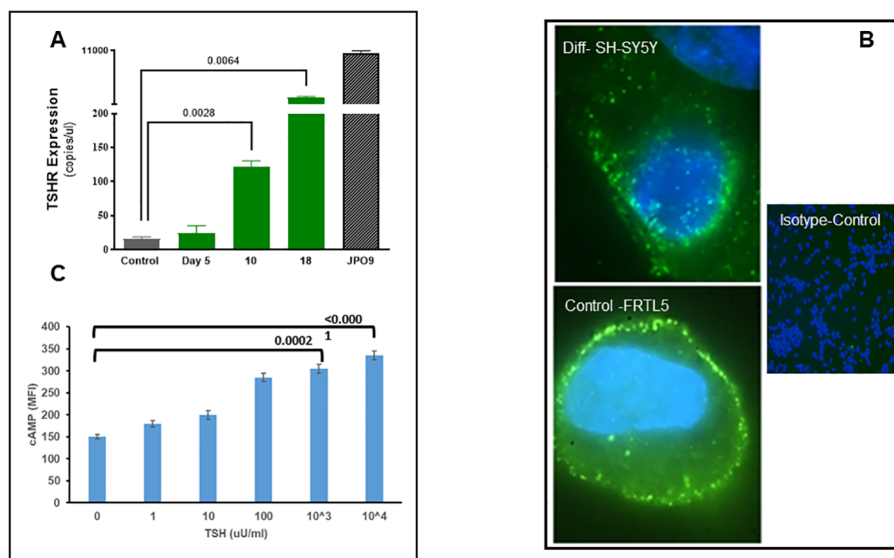 A
TSHR Expression
(copies/ul)
11000
200
150
100
50
0
0.0064
0.0028
Control Day 5 10 18 JPO9
C
cAMP (MFI)
400
350
300
250
200
150
100
50
0
<0.000
1
0.0002
0 1 10 100 10^3 10^4
TSH (uU/ml)
B
Diff- SH-SY5Y
Isotype-Control
Control -FRTL5